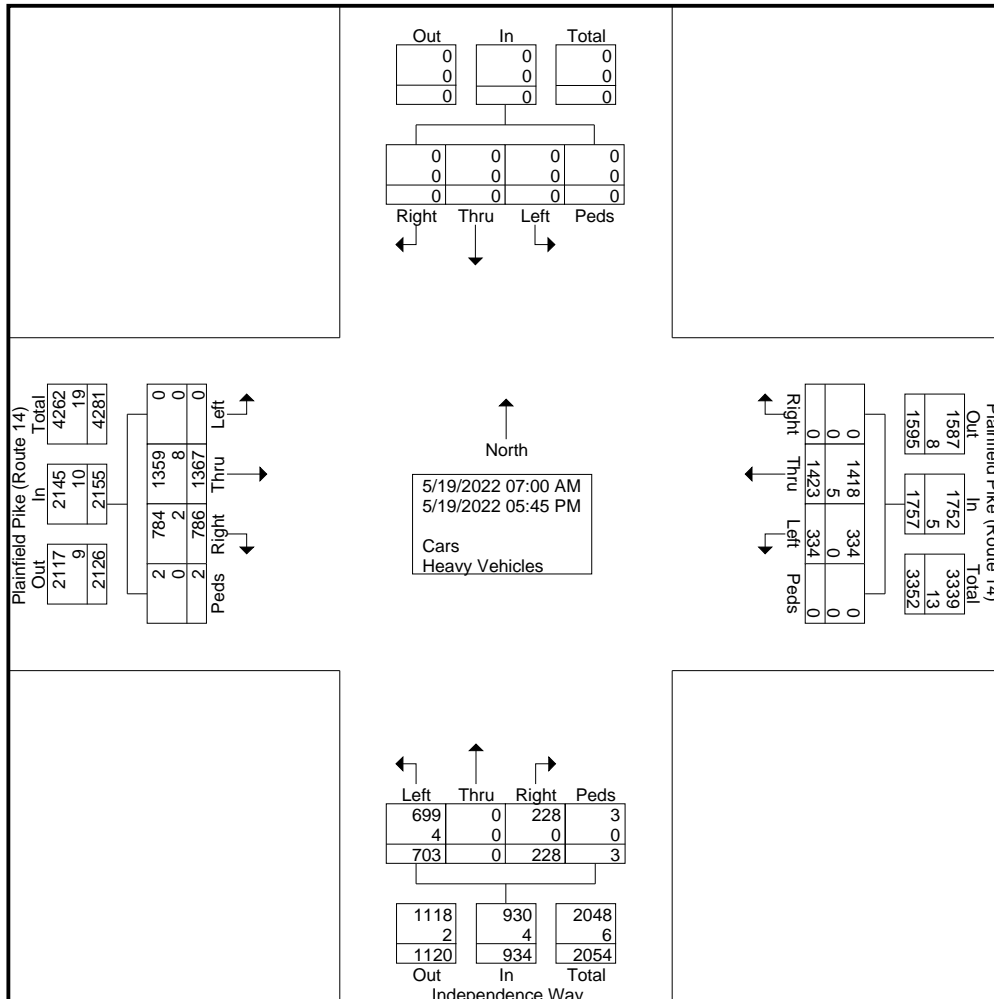 Out In Total
0 0 0
0 0 0
0 0 0
0 0 0 0
0 0 0 0
0 0 0 0
Right Thru Left Peds
Plainfield Pike (Route 14)
Total In Out
4262 2145 2117
19 10 9
4281 2155 2126
0 1359 784 2
0 8 2 0
0 1367 786 2
Left Thru Right Peds
North
5/19/2022 07:00 AM
5/19/2022 05:45 PM
Cars
Heavy Vehicles
Right Thru Left Peds
0 1418 334 0
0 5 0 0
0 1423 334 0
Out In Total
1587 1752 3339
8 5 13
1595 1757 3352
Plainfield Pike (Route 14)
Left Thru Right Peds
699 0 228 3
4 0 0 0
703 0 228 3
1118 930 2048
2 4 6
1120 934 2054
Out In Total
Independence Way